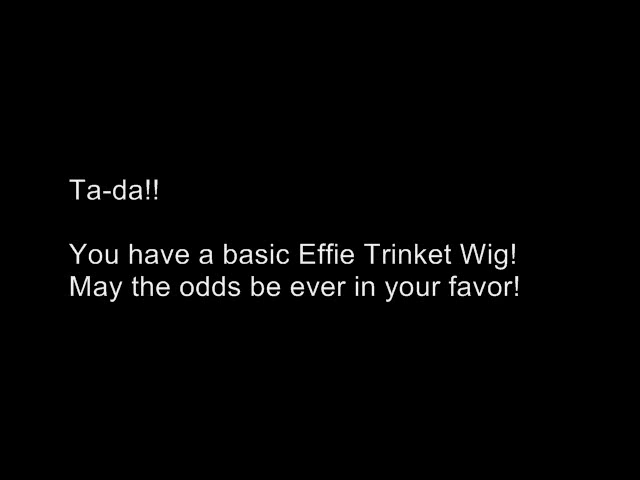 Ta-da!!
You have a basic Effie Trinket Wig!
May the odds be ever in your favor!